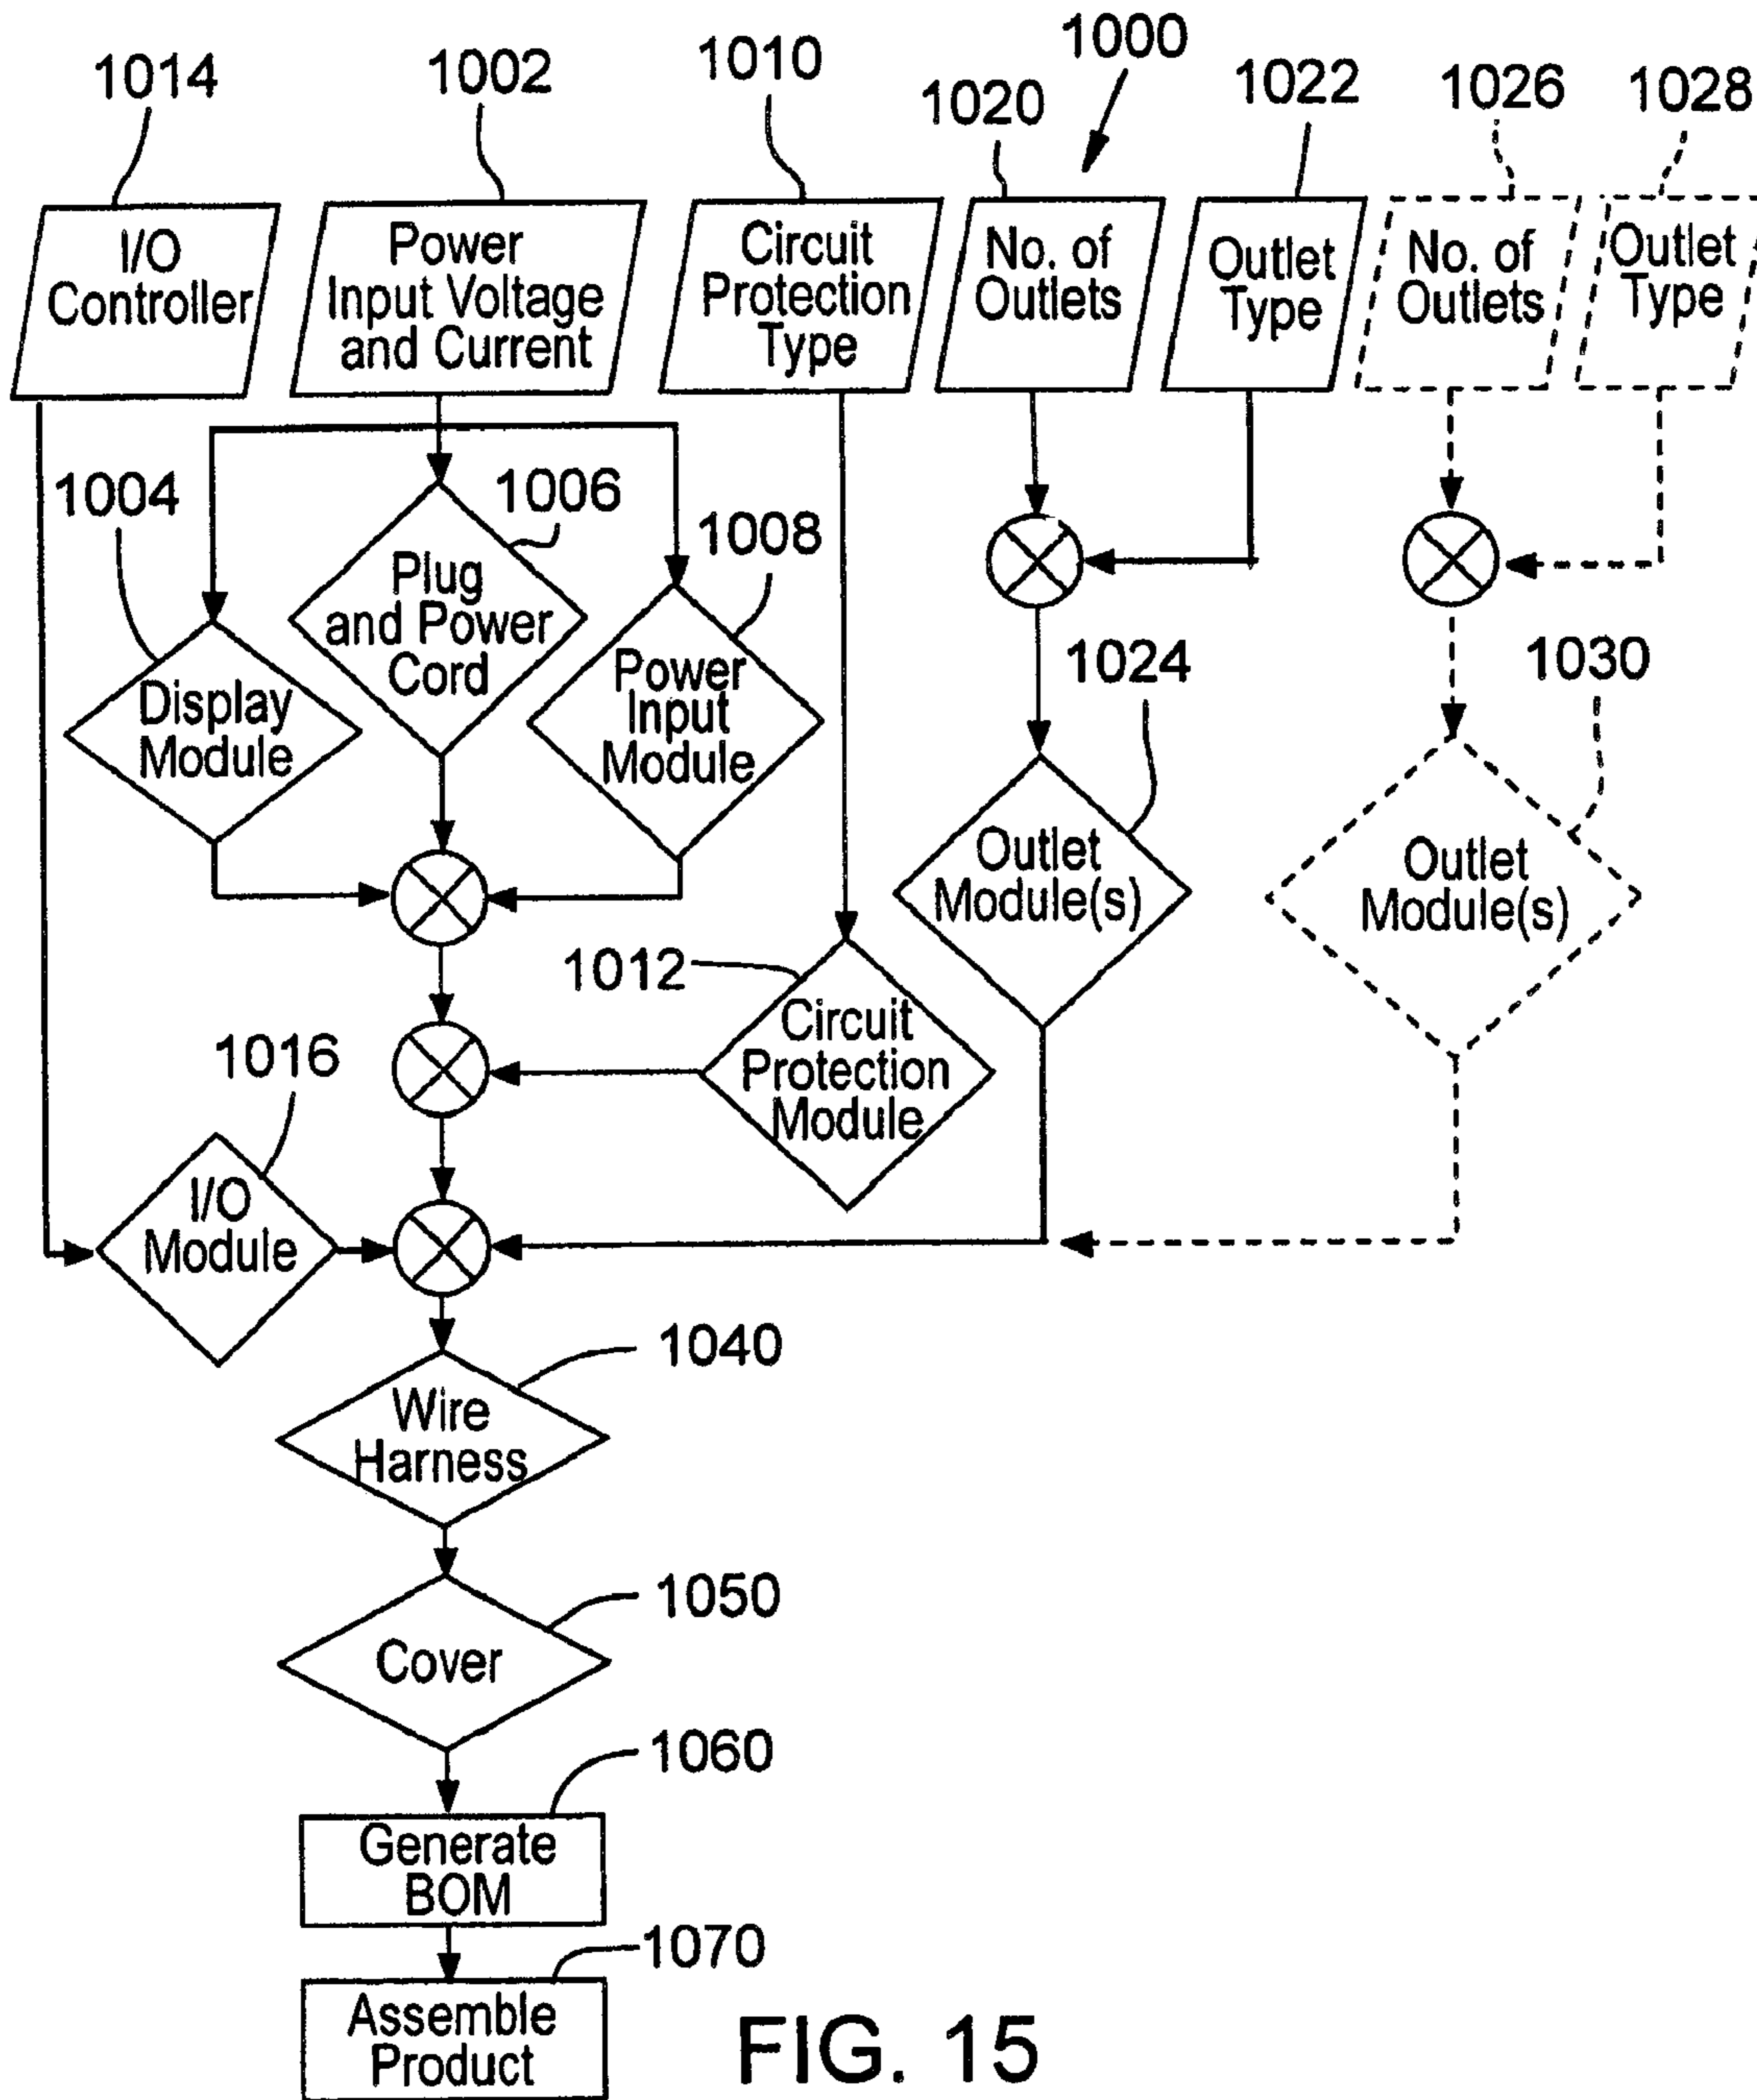 1000
1014
1002
1010
1020
1022
1026
1028
I/O
Controller
Power
Input Voltage
and Current
Circuit
Protection
Type
No. of
Outlets
Outlet
Type
No. of
Outlets
Outlet
Type
1004
1006
1008
Display
Module
Plug
and Power
Cord
Power
Input
Module
1024
1030
Outlet
Module(s)
Outlet
Module(s)
1012
Circuit
Protection
Module
1016
I/O
Module
1040
Wire
Harness
1050
Cover
1060
Generate
BOM
1070
Assemble
Product
FIG. 15